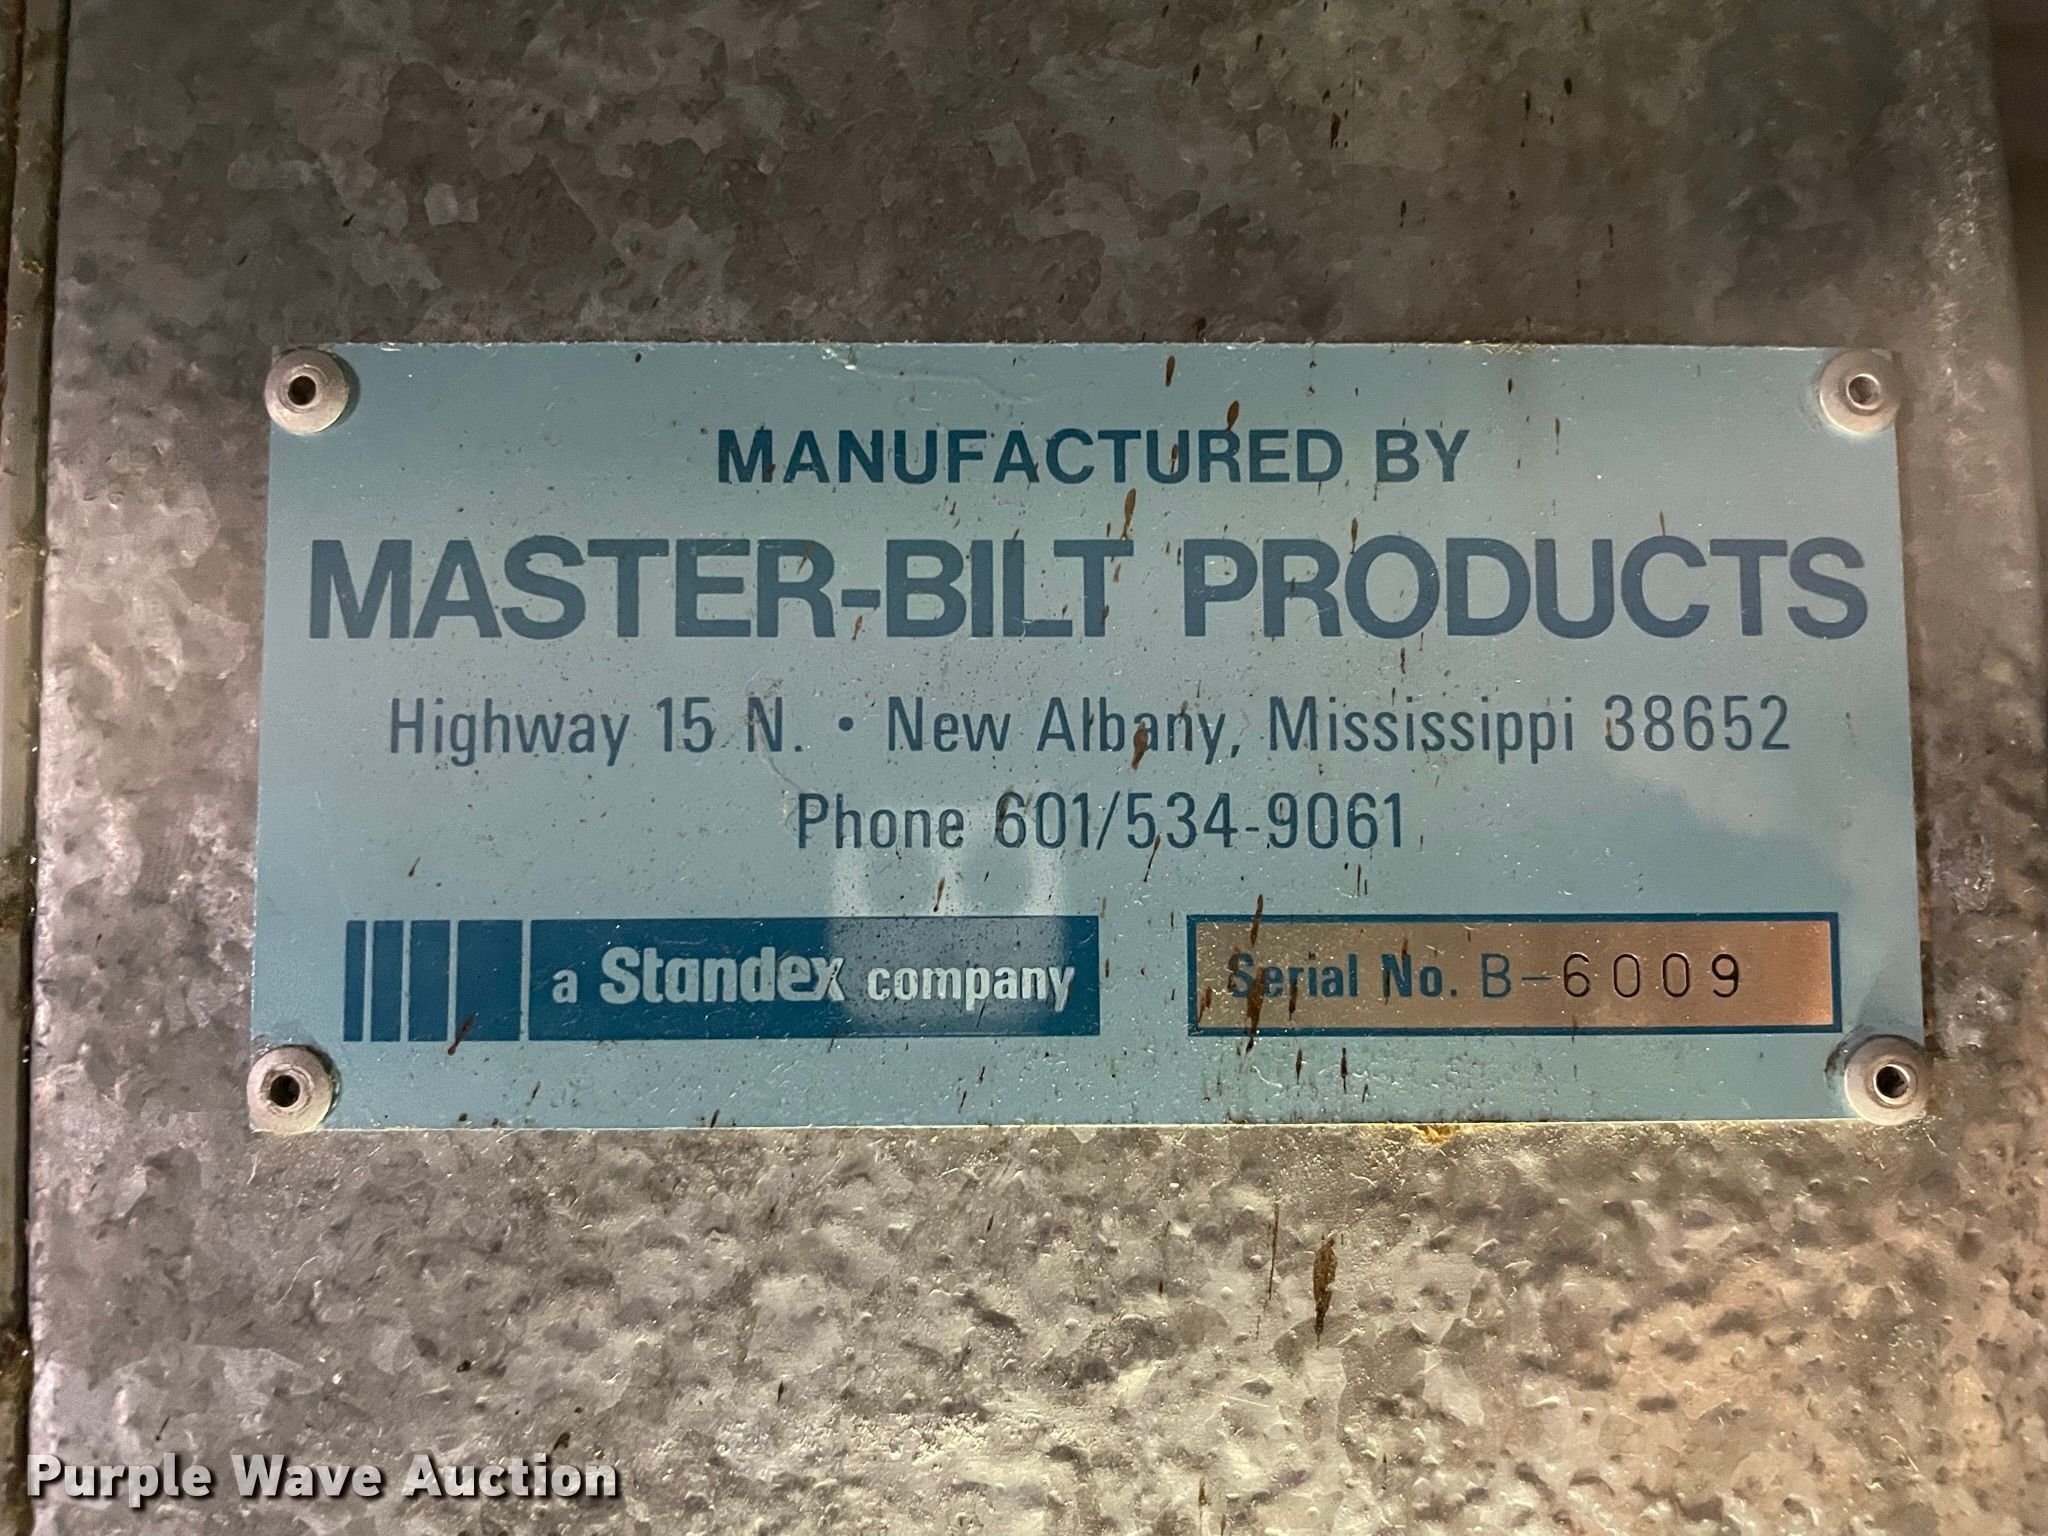 MANUFACTURED BY
MASTER-BILT PRODUCTS
Highway 15 N. • New Albany, Mississippi 38652
Phone 601/534-9061
a Standex company
Serial No. B-6009
Purple Wave Auction